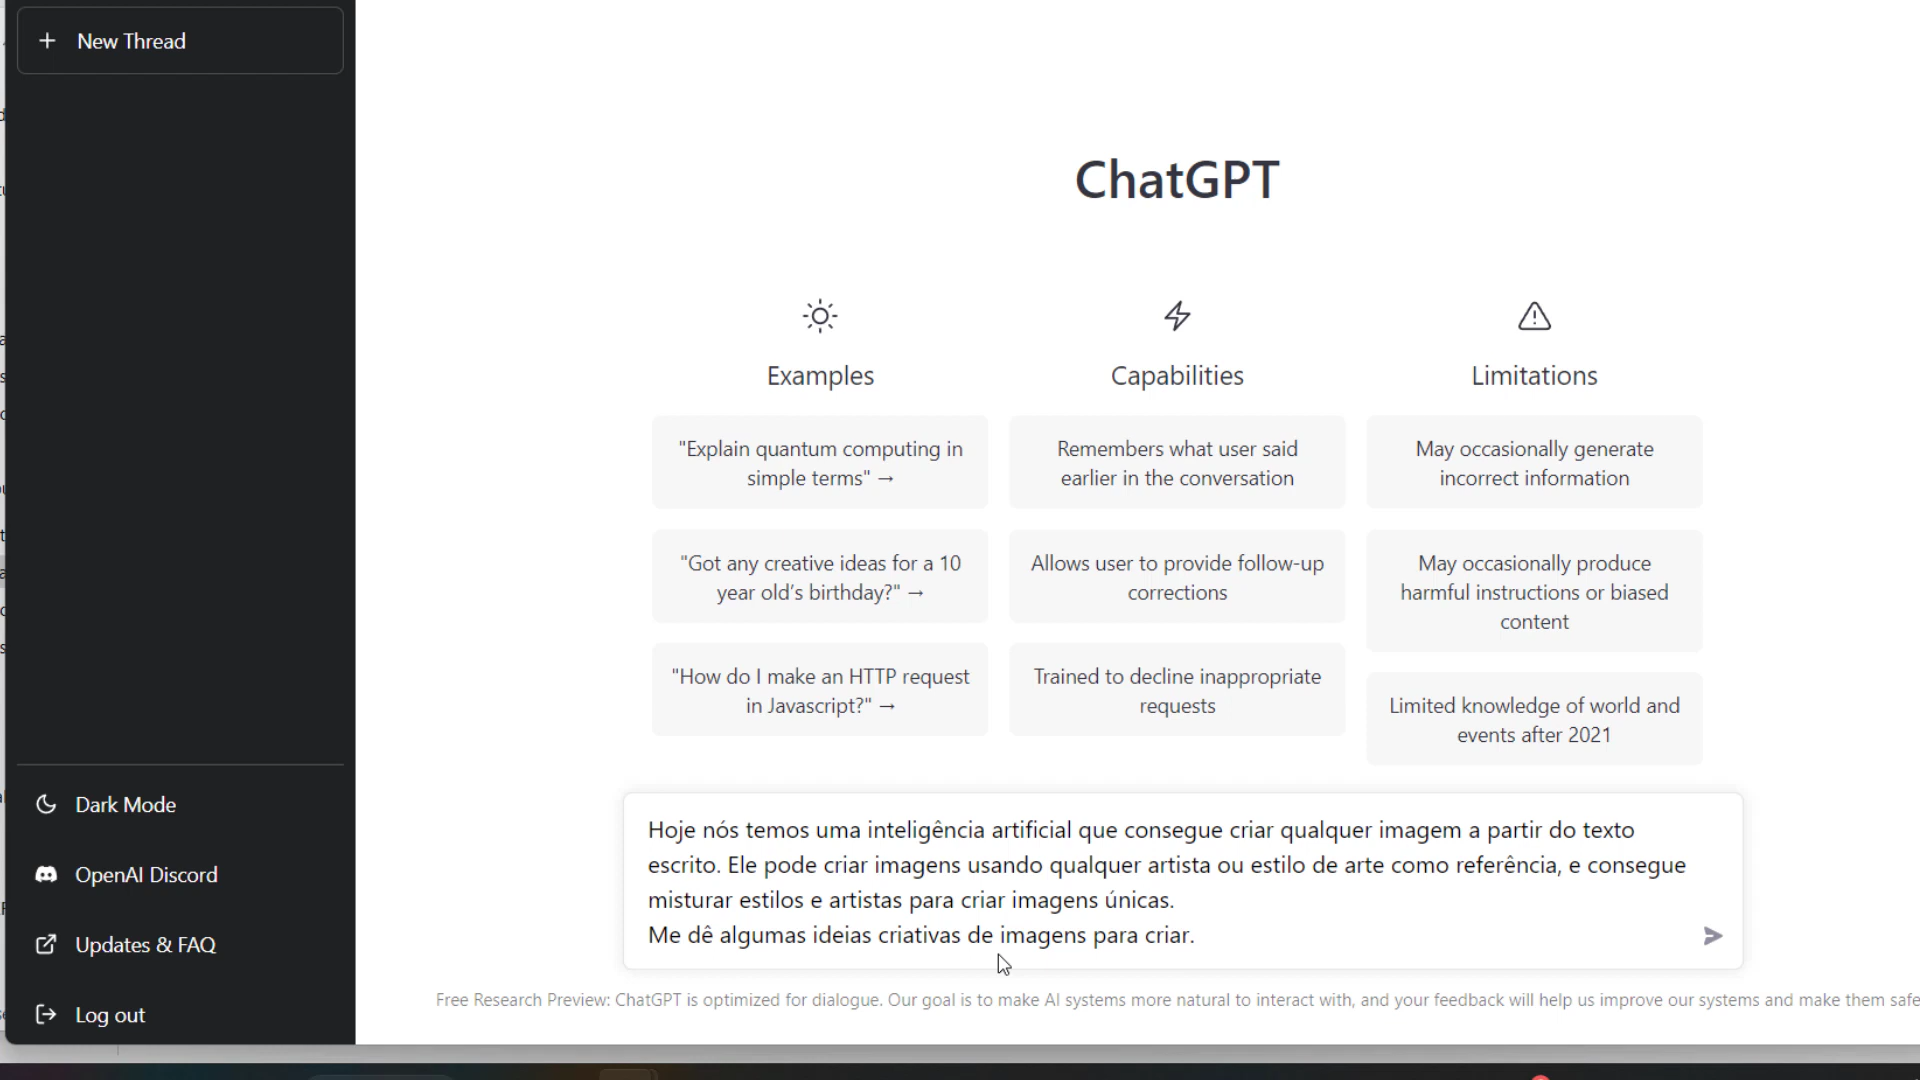 New Thread
ChatGPT
Examples
Capabilities
Limitations
"Explain quantum computing in
simple terms" →
Remembers what user said
earlier in the conversation
May occasionally generate
incorrect information
"Got any creative ideas for a 10
year old's birthday?" →
Allows user to provide follow-up
corrections
May occasionally produce
harmful instructions or biased
content
"How do I make an HTTP request
in Javascript?" →
Trained to decline inappropriate
requests
Limited knowledge of world and
events after 2021
Dark Mode
OpenAI Discord
Updates & FAQ
Log out
Hoje nós temos uma inteligência artificial que consegue criar qualquer imagem a partir do texto
escrito. Ele pode criar imagens usando qualquer artista ou estilo de arte como referência, e consegue
misturar estilos e artistas para criar imagens únicas.
Me dê algumas ideias criativas de imagens para criar.
Free Research Preview: ChatGPT is optimized for dialogue. Our goal is to make AI systems more natural to interact with, and your feedback will help us improve our systems and make them safe